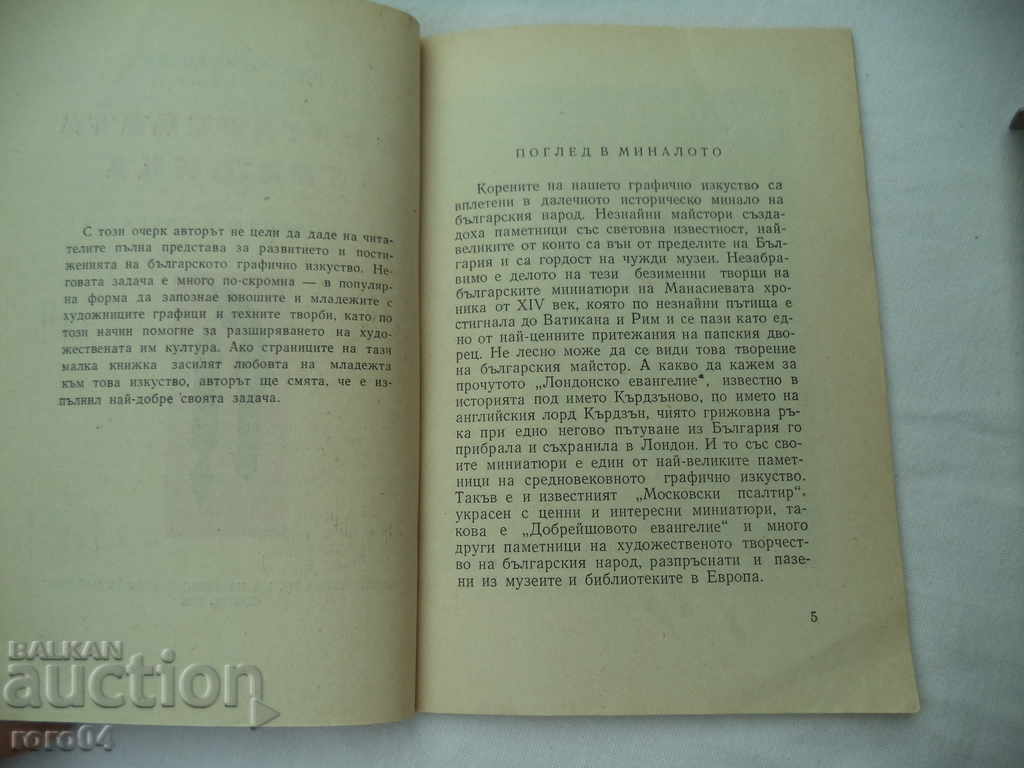 С този очерк авторът не цели да даде на чита-
телите пълна представа за развитието и пости-
женията на българското графично изкуство. Не-
говата задача е много по-скромна — в популяр-
на форма да запознае юношите и младежите с
художниците графици и техните творби, като по
този начин помогне за разширяването на худо-
жествената им култура. Ако страниците на тази
малка книжка засилят любовта на младежта
към това изкуство, авторът ще смята, че е из-
пълнил най-добре своята задача.
ПОГЛЕД В МИНАЛОТО
Корените на нашето графично изкуство са
вплетени в далечното историческо минало на
българския народ. Незнайни майстори създа-
доха паметници със световна известност, най-
великите от които са вън от пределите на Бъл-
гария и са гордост на чужди музеи. Незабра-
вимо е делото на тези безименни творци на
българските миниатюри на Манасиевата хро-
ника от XIV век, която по незнайни пътища е
стигнала до Ватикана и Рим и се пази като ед-
но от най-ценните притежания на папския дво-
рец. Не лесно може да се види това творение
на българския майстор. А какво да кажем за
прочутото „Лондонско евангелие“, известно в
историята под името Кърдзъново, по името на
английския лорд Кърдзън, чиято грижовна ръ-
ка при едно негово пътуване из България го
прибрала и съхранила в Лондон. И то със сво-
ите миниатюри е един от най-великите памет-
ници на средновековното графично изкуство.
Такъв е и известният „Московски псалтир“,
украсен с ценни и интересни миниатюри, та-
кова е „Добрейшовото евангелие“ и много
други паметници на художественото творчест-
во на българския народ, разпръснати и пазе-
ни из музеите и библиотеките в Европа.
5
BALKAN
auction
roro04